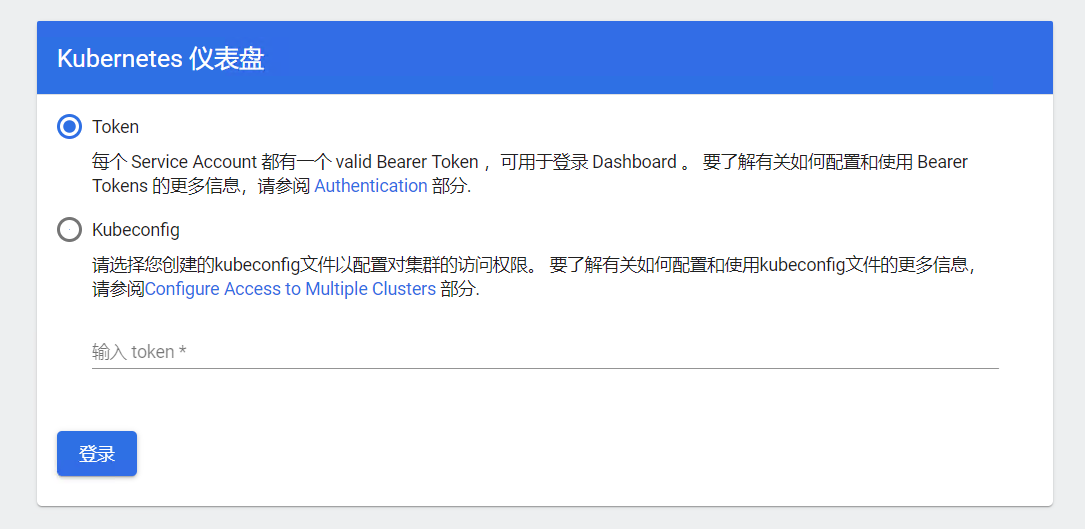 Kubernetes 仪表盘
Token
每个 Service Account 都有一个 valid Bearer Token ，可用于登录 Dashboard 。 要了解有关如何配置和使用 Bearer
Tokens 的更多信息，请参阅 Authentication 部分.
Kubeconfig
请选择您创建的kubeconfig文件以配置对集群的访问权限。 要了解有关如何配置和使用kubeconfig文件的更多信息，
请参阅Configure Access to Multiple Clusters 部分.
输入 token *
登录